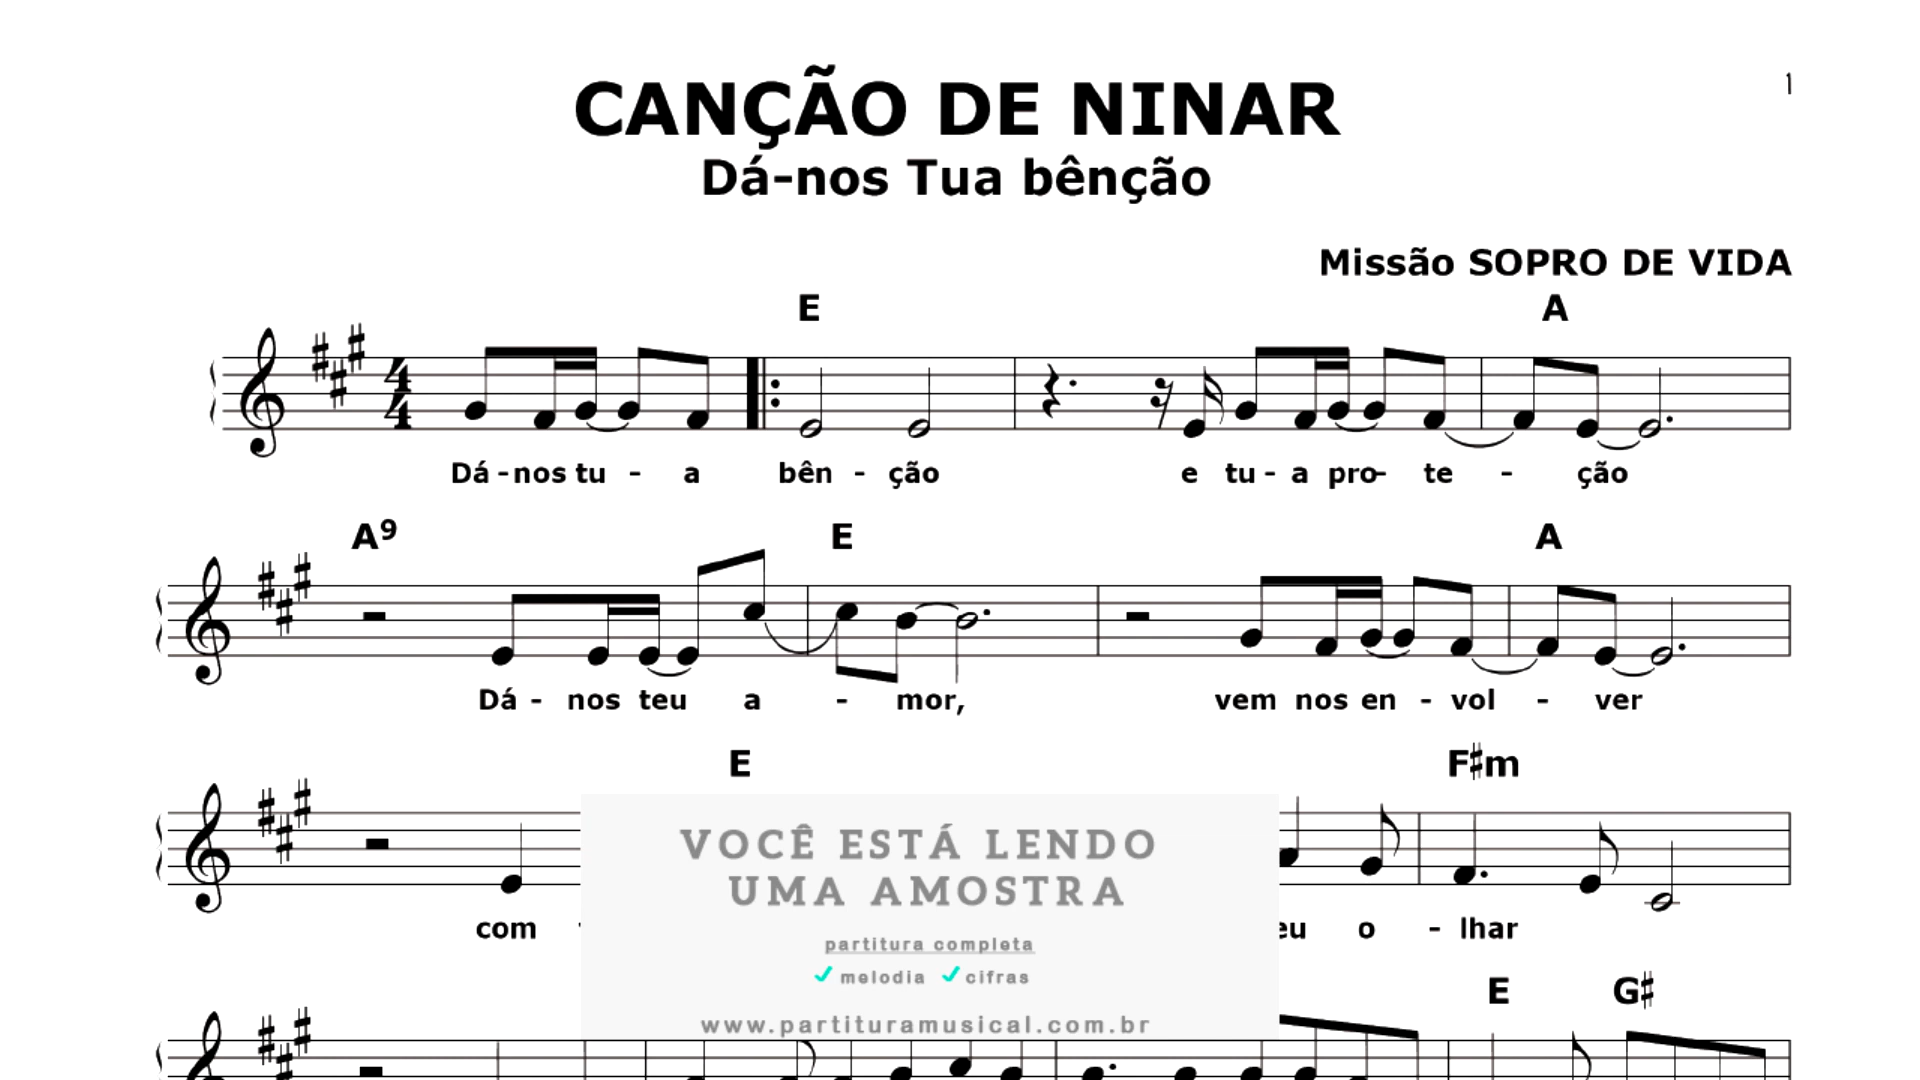 1
CANÇÃO DE NINAR
Dá-nos Tua bênção
Missão SOPRO DE VIDA
E A
4
4
Dá - nos tu - a bên - ção e tu - a pro - te - ção
A9 E A
Dá - nos teu a - mor, vem nos en - vol - ver
E F♯m
com o - lhar
VOCÊ ESTÁ LENDO
UMA AMOSTRA
partitura completa
melodia cifras
E G♯
www.partituramusical.com.br